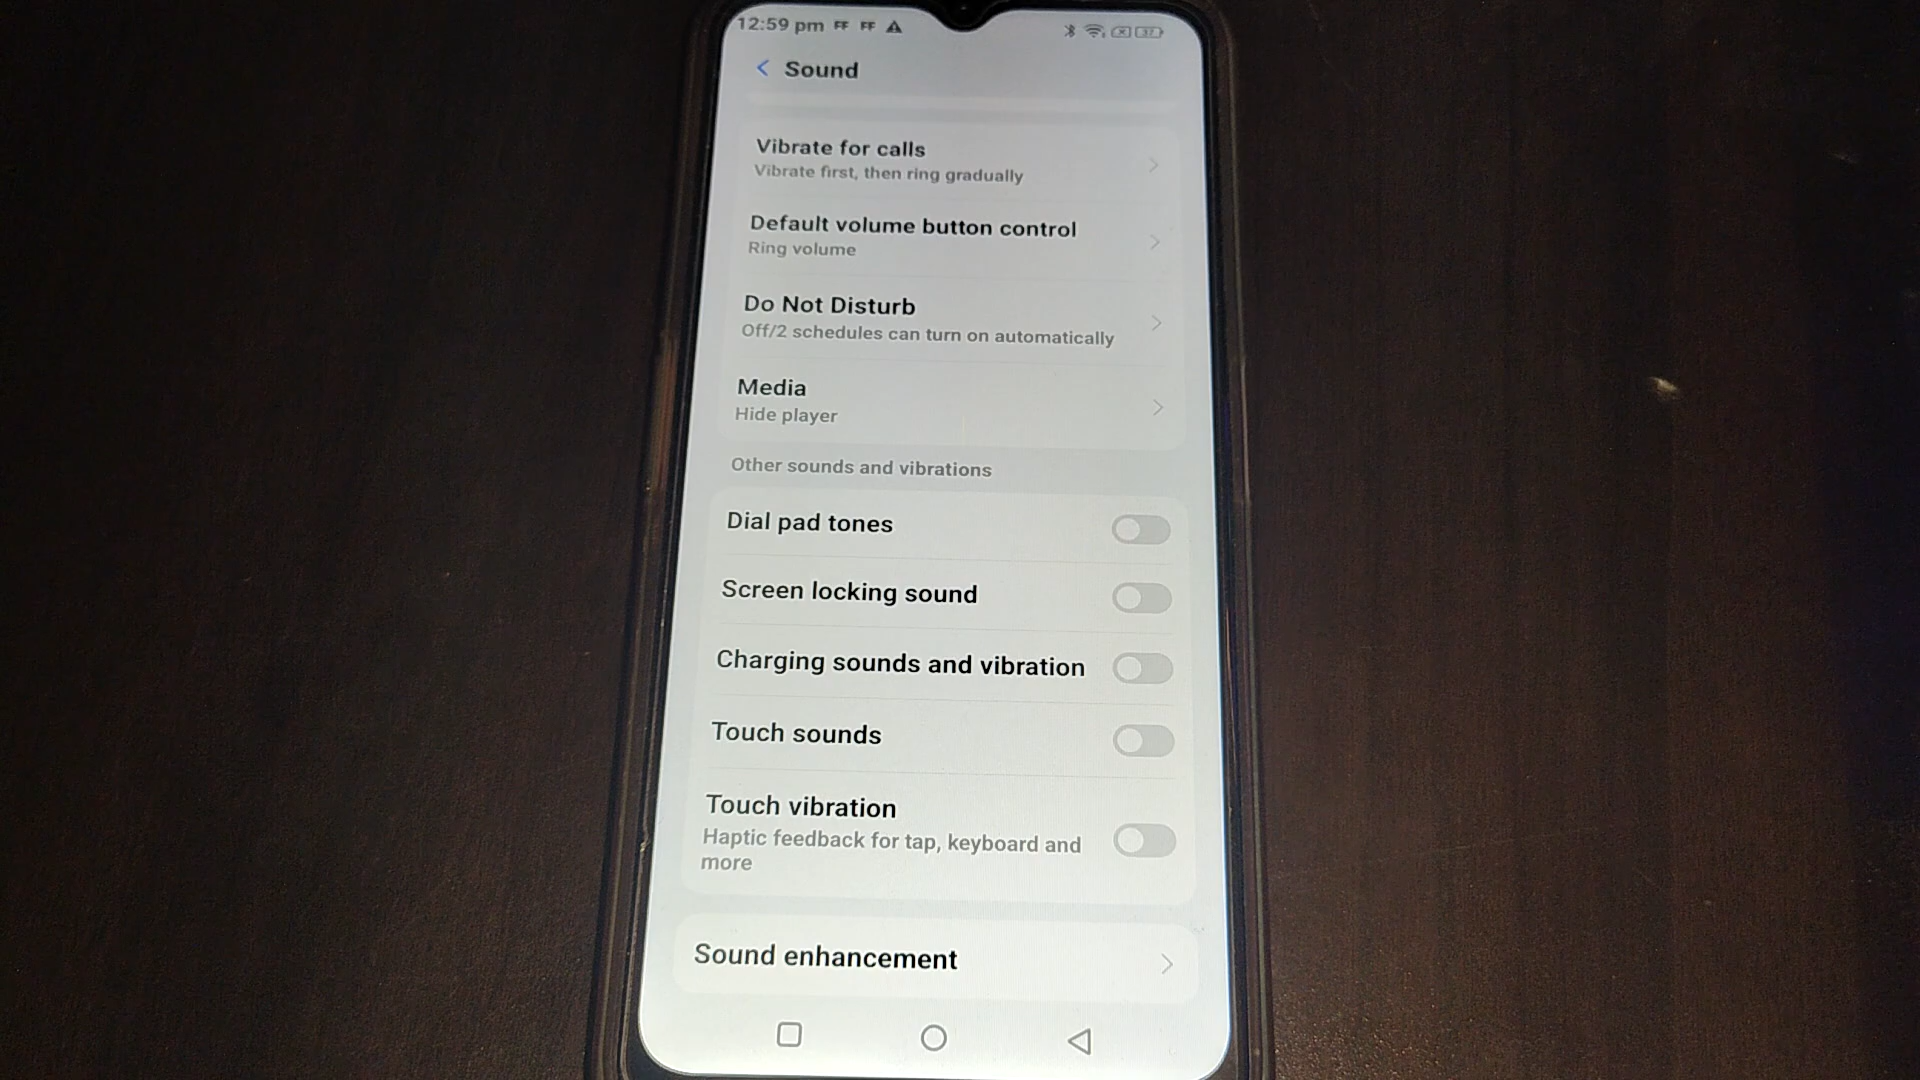 12:59 pm FF FF
37
Sound
Vibrate for calls
Vibrate first, then ring gradually
Default volume button control
Ring volume
Do Not Disturb
Off/2 schedules can turn on automatically
Media
Hide player
Other sounds and vibrations
Dial pad tones
Screen locking sound
Charging sounds and vibration
Touch sounds
Touch vibration
Haptic feedback for tap, keyboard and
more
Sound enhancement